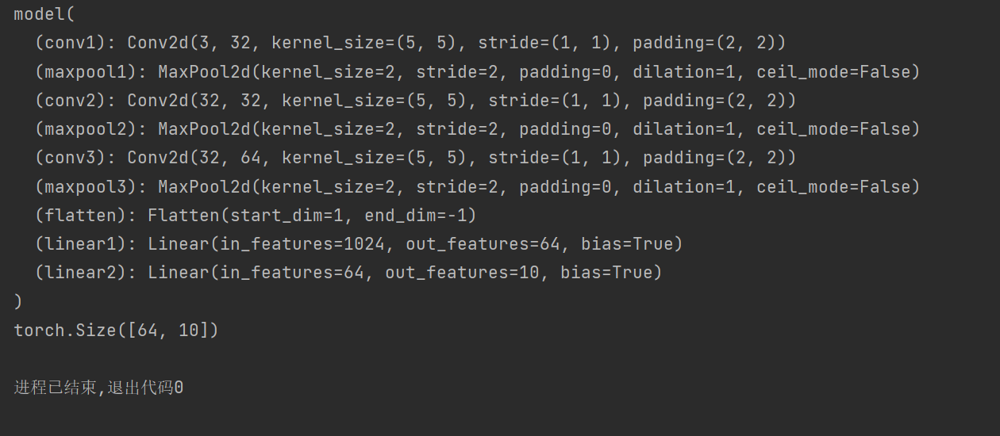 model(
  (conv1): Conv2d(3, 32, kernel_size=(5, 5), stride=(1, 1), padding=(2, 2))
  (maxpool1): MaxPool2d(kernel_size=2, stride=2, padding=0, dilation=1, ceil_mode=False)
  (conv2): Conv2d(32, 32, kernel_size=(5, 5), stride=(1, 1), padding=(2, 2))
  (maxpool2): MaxPool2d(kernel_size=2, stride=2, padding=0, dilation=1, ceil_mode=False)
  (conv3): Conv2d(32, 64, kernel_size=(5, 5), stride=(1, 1), padding=(2, 2))
  (maxpool3): MaxPool2d(kernel_size=2, stride=2, padding=0, dilation=1, ceil_mode=False)
  (flatten): Flatten(start_dim=1, end_dim=-1)
  (linear1): Linear(in_features=1024, out_features=64, bias=True)
  (linear2): Linear(in_features=64, out_features=10, bias=True)
)
torch.Size([64, 10])
进程已结束,退出代码0